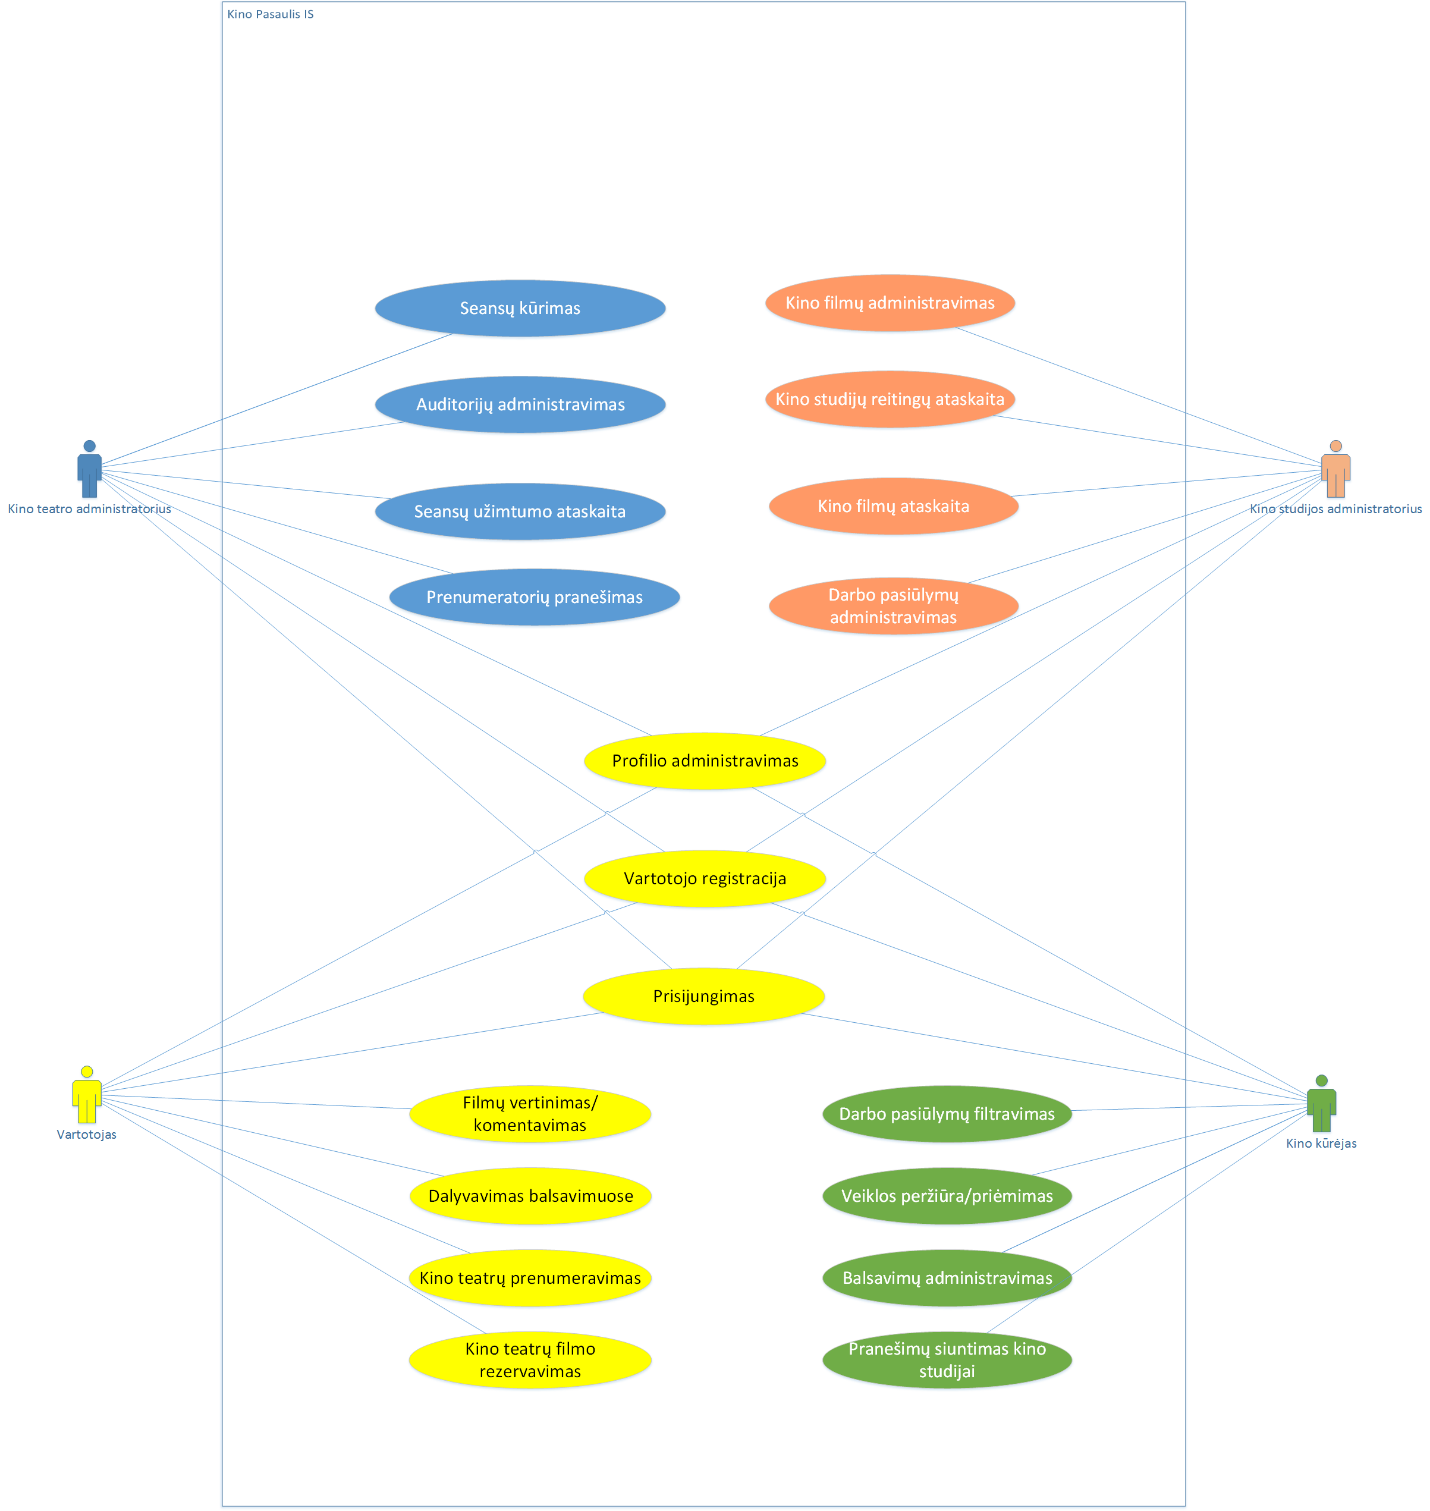 Kino Pasaulis IS
Seansų kūrimas
Kino filmų administravimas
Auditorijų administravimas
Kino studijų reitingų ataskaita
Kino teatro administratorius
Seansų užimtumo ataskaita
Kino filmų ataskaita
Kino studijos administratorius
Prenumeratorių pranešimas
Darbo pasiūlymų
administravimas
Profilio administravimas
Vartotojo registracija
Prisijungimas
Vartotojas
Filmų vertinimas/
komentavimas
Darbo pasiūlymų filtravimas
Kino kūrėjas
Dalyvavimas balsavimuose
Veiklos peržiūra/priėmimas
Kino teatrų prenumeravimas
Balsavimų administravimas
Kino teatrų filmo
rezervavimas
Pranešimų siuntimas kino
studijai